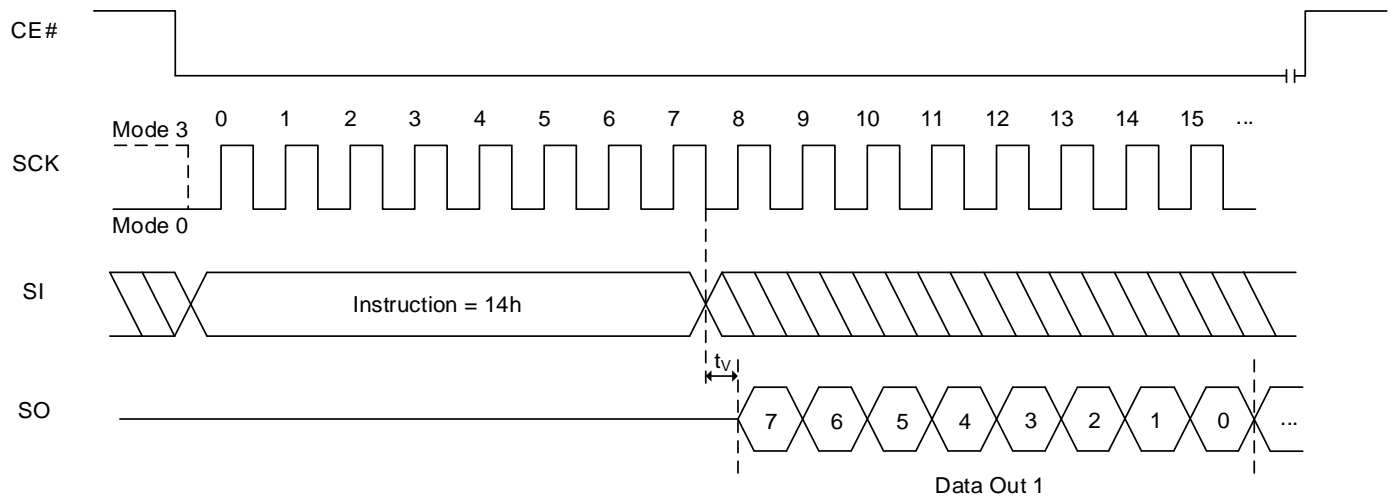 CE#
Mode 3
0 1 2 3 4 5 6 7 8 9 10 11 12 13 14 15 ...
SCK
Mode 0
SI
Instruction = 14h
tV
SO
7 6 5 4 3 2 1 0 ...
Data Out 1